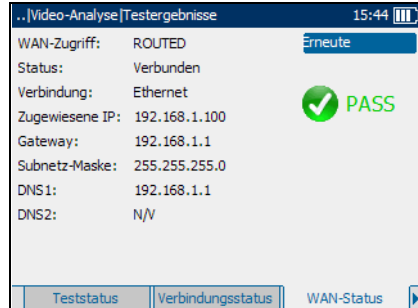 ..|Video-Analyse|Testergebnisse 15:44
WAN-Zugriff: ROUTED Erneute
Status: Verbunden
Verbindung: Ethernet
PASS
Zugewiesene IP: 192.168.1.100
Gateway: 192.168.1.1
Subnetz-Maske: 255.255.255.0
DNS1: 192.168.1.1
DNS2: N/V
Teststatus Verbindungsstatus WAN-Status